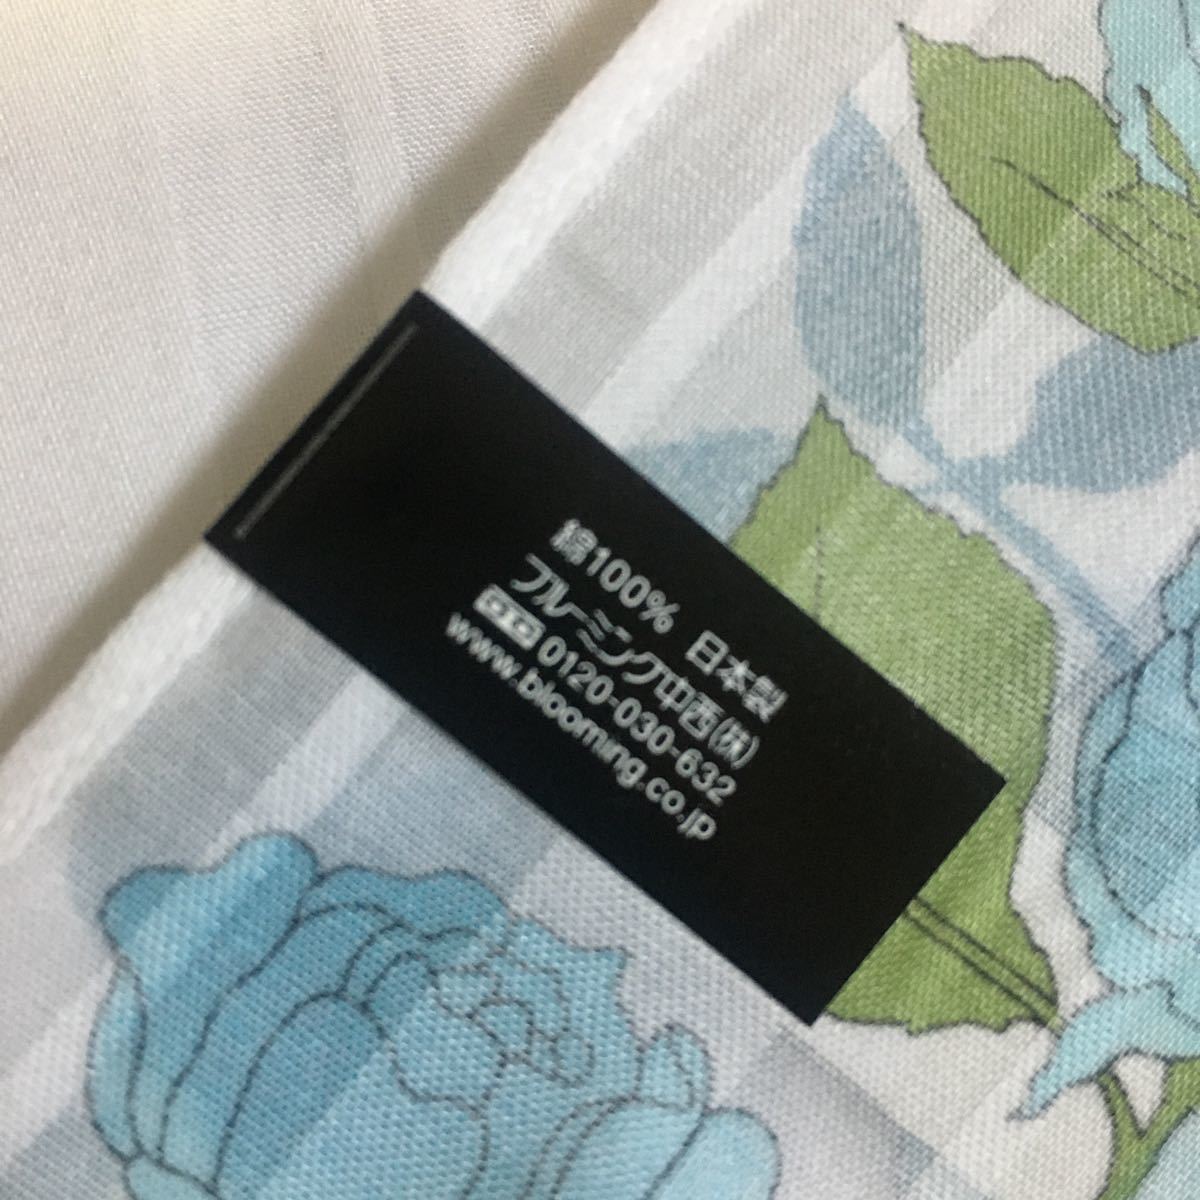 綿100% 日本製
ブルーミング中西(株)
0120-030-632
www.blooming.co.jp